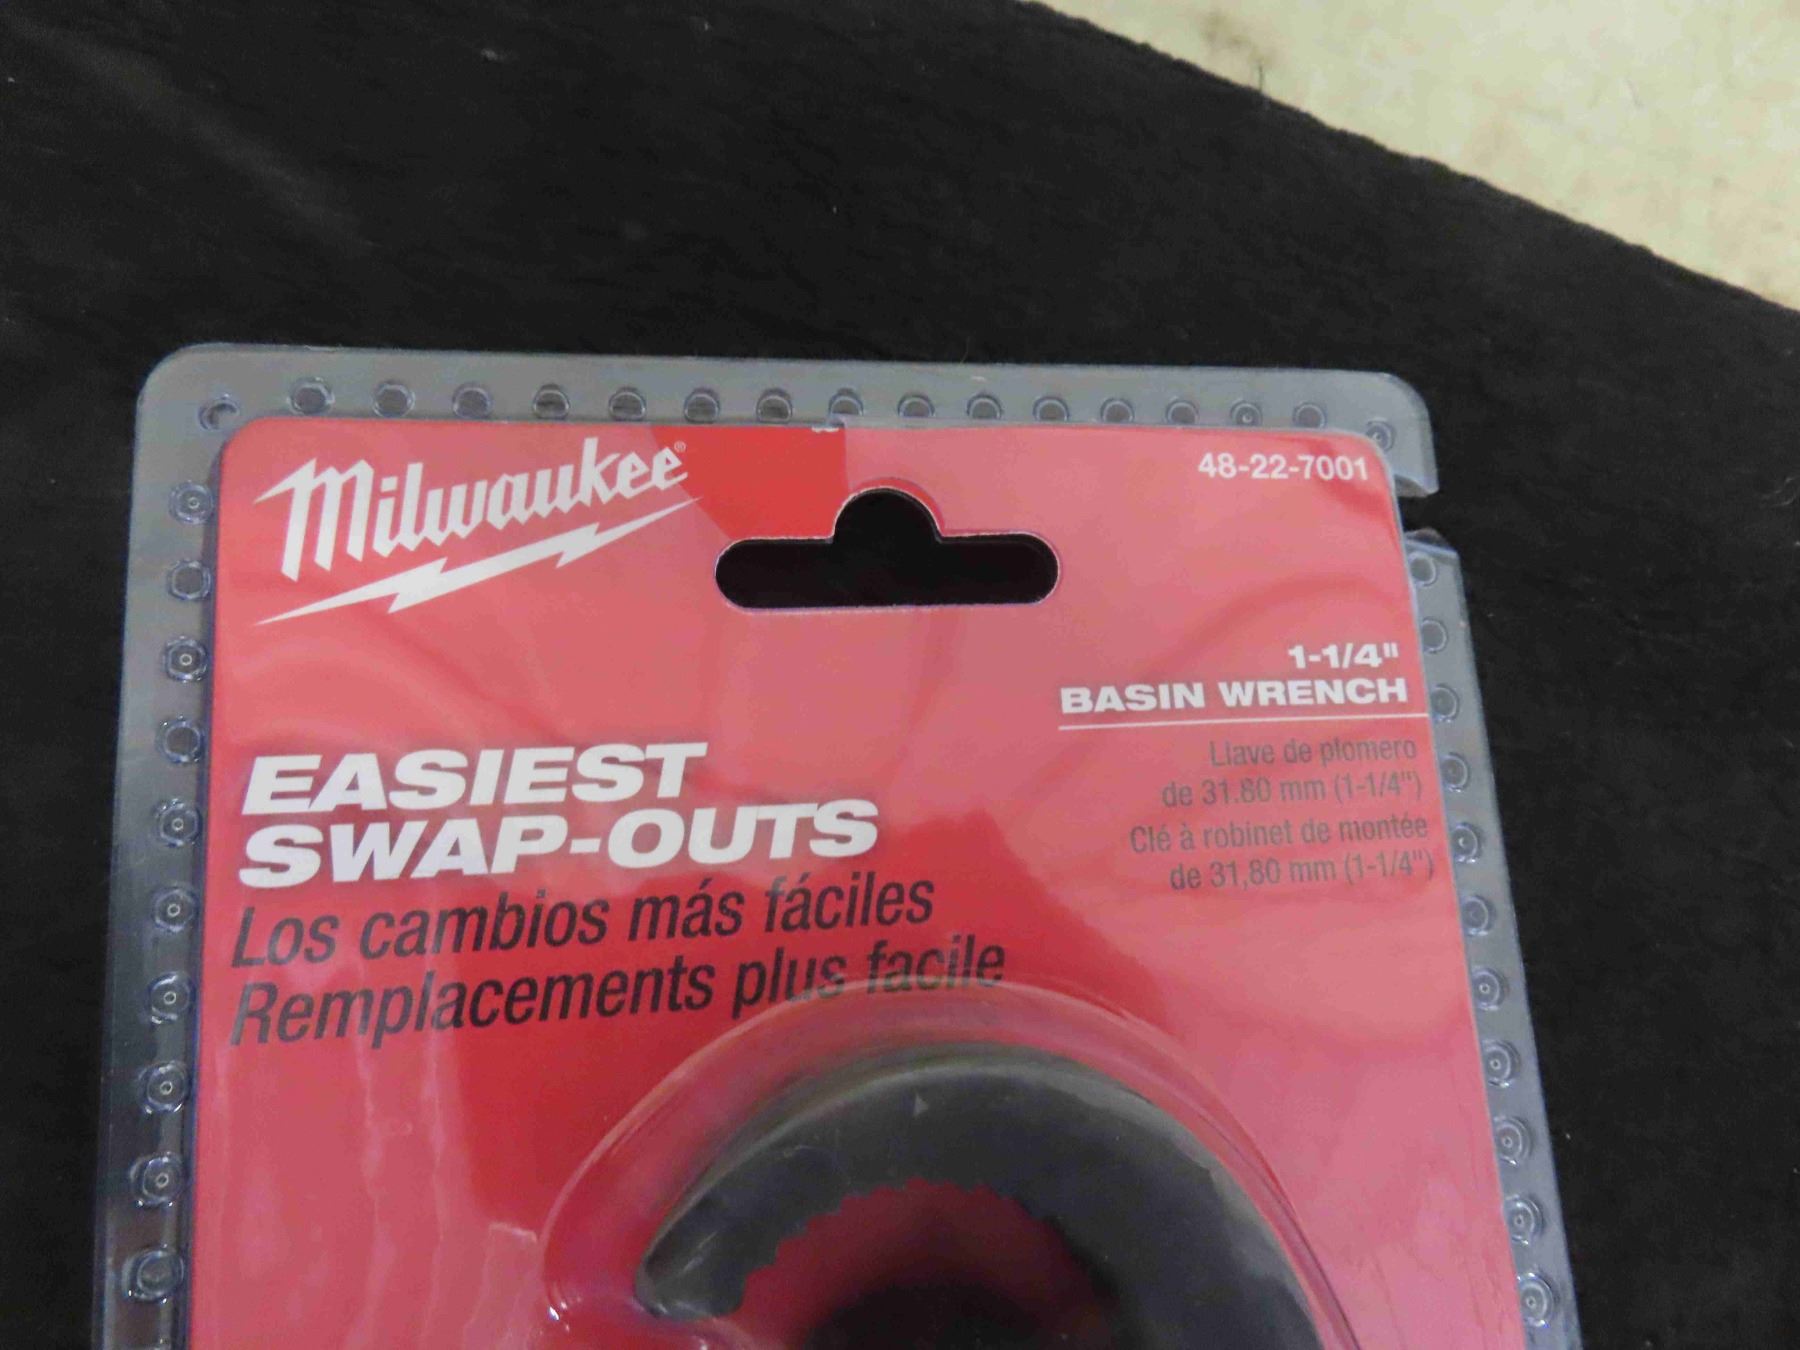 Milwaukee®
48-22-7001
1-1/4"
BASIN WRENCH
Llave de plomero
de 31.80 mm (1-1/4")
Clé à robinet de montée
de 31,80 mm (1-1/4")
EASIEST
SWAP-OUTS
Los cambios más fáciles
Remplacements plus facile